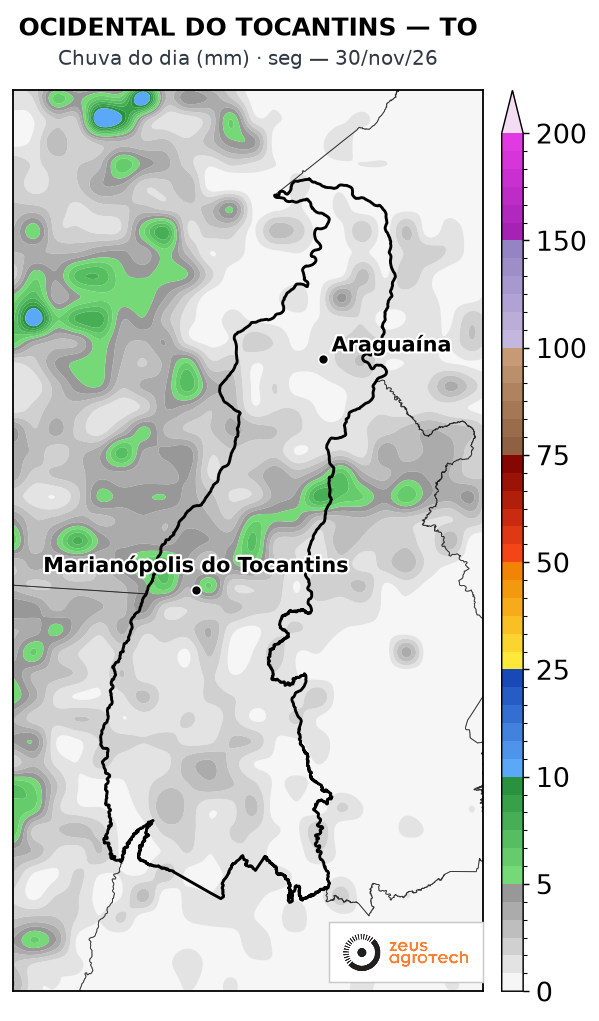 OCIDENTAL DO TOCANTINS — TO
Chuva do dia (mm) · seg — 30/nov/26
200
150
100
75
50
25
10
5
0
Araguaína
Marianópolis do Tocantins
zeus
agrotech